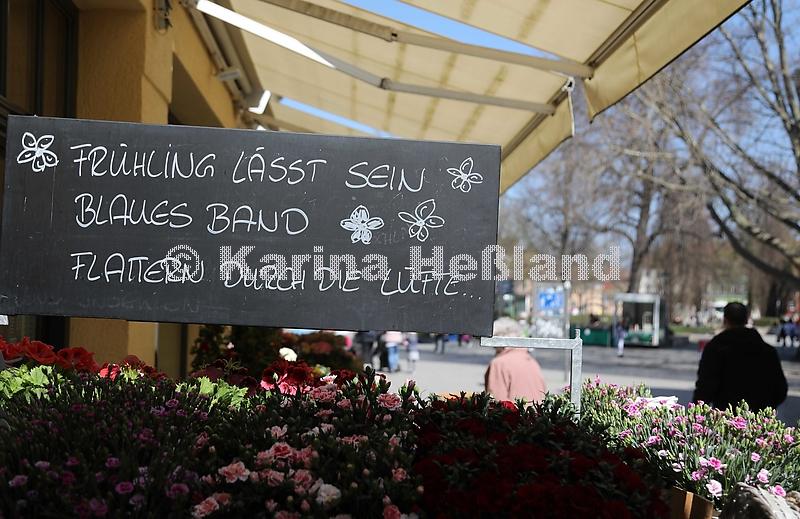 FRÜHLING LÄSST SEIN
BLAUES BAND
FLATTERN DURCH DIE LÜFTE...
© Karina Heßland